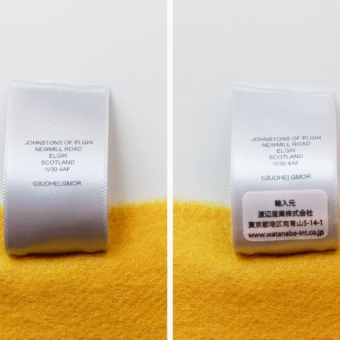 JOHNSTONS OF ELGIN
NEWMILL ROAD
ELGIN
SCOTLAND
IV30 4AF
GBJOHELGMOR
JOHNSTONS OF ELGIN
NEWMILL ROAD
ELGIN
SCOTLAND
IV30 4AF
GBJOHELGMOR
輸入元
渡辺産業株式会社
東京都港区南青山5-14-1
www.watanabe-int.co.jp